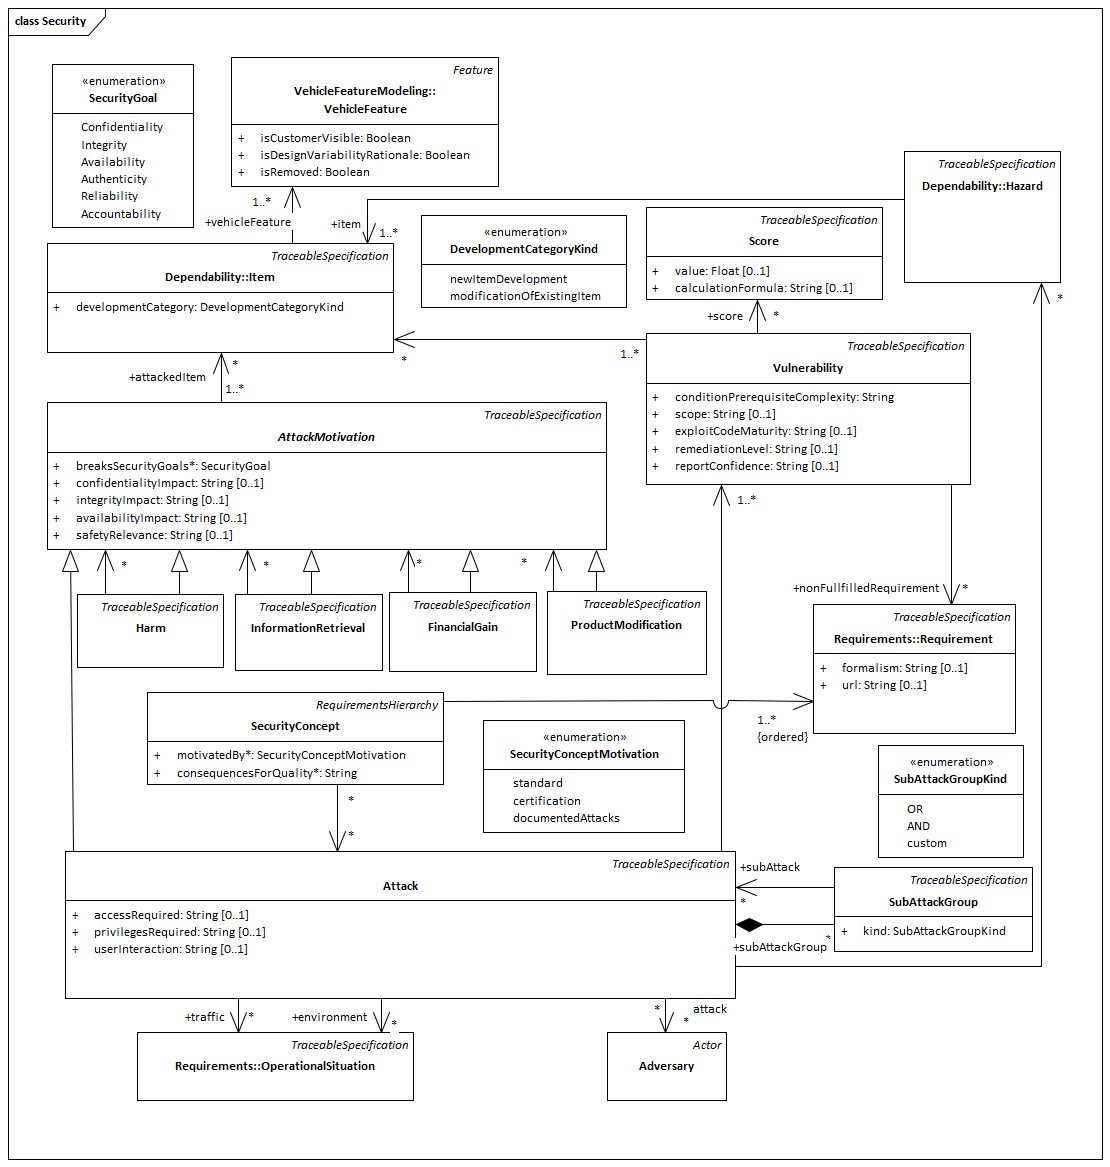 class Security
«enumeration»
SecurityGoal
Confidentiality
Integrity
Availability
Authenticity
Reliability
Accountability
Feature
VehicleFeatureModeling::
VehicleFeature
+ isCustomerVisible: Boolean
+ isDesignVariabilityRationale: Boolean
+ isRemoved: Boolean
1..*
+vehicleFeature
+item
1..*
TraceableSpecification
Dependability::Hazard
*
TraceableSpecification
Dependability::Item
+ developmentCategory: DevelopmentCategoryKind
«enumeration»
DevelopmentCategoryKind
newItemDevelopment
modificationOfExistingItem
TraceableSpecification
Score
+ value: Float [0..1]
+ calculationFormula: String [0..1]
+score
*
1..*
*
TraceableSpecification
Vulnerability
+ conditionPrerequisiteComplexity: String
+ scope: String [0..1]
+ exploitCodeMaturity: String [0..1]
+ remediationLevel: String [0..1]
+ reportConfidence: String [0..1]
*
+attackedItem
1..*
TraceableSpecification
AttackMotivation
+ breaksSecurityGoals*: SecurityGoal
+ confidentialityImpact: String [0..1]
+ integrityImpact: String [0..1]
+ availabilityImpact: String [0..1]
+ safetyRelevance: String [0..1]
1..*
*
*
*
*
TraceableSpecification
Harm
TraceableSpecification
InformationRetrieval
TraceableSpecification
FinancialGain
TraceableSpecification
ProductModification
+nonFullfilledRequirement
*
TraceableSpecification
Requirements::Requirement
+ formalism: String [0..1]
+ url: String [0..1]
RequirementsHierarchy
SecurityConcept
+ motivatedBy*: SecurityConceptMotivation
+ consequencesForQuality*: String
1..*
{ordered}
«enumeration»
SecurityConceptMotivation
standard
certification
documentedAttacks
«enumeration»
SubAttackGroupKind
OR
AND
custom
*
*
TraceableSpecification
Attack
+ accessRequired: String [0..1]
+ privilegesRequired: String [0..1]
+ userInteraction: String [0..1]
+subAttack
*
TraceableSpecification
SubAttackGroup
+ kind: SubAttackGroupKind
*
+subAttackGroup
+traffic
*
+environment
*
*
attack
*
TraceableSpecification
Requirements::OperationalSituation
Actor
Adversary